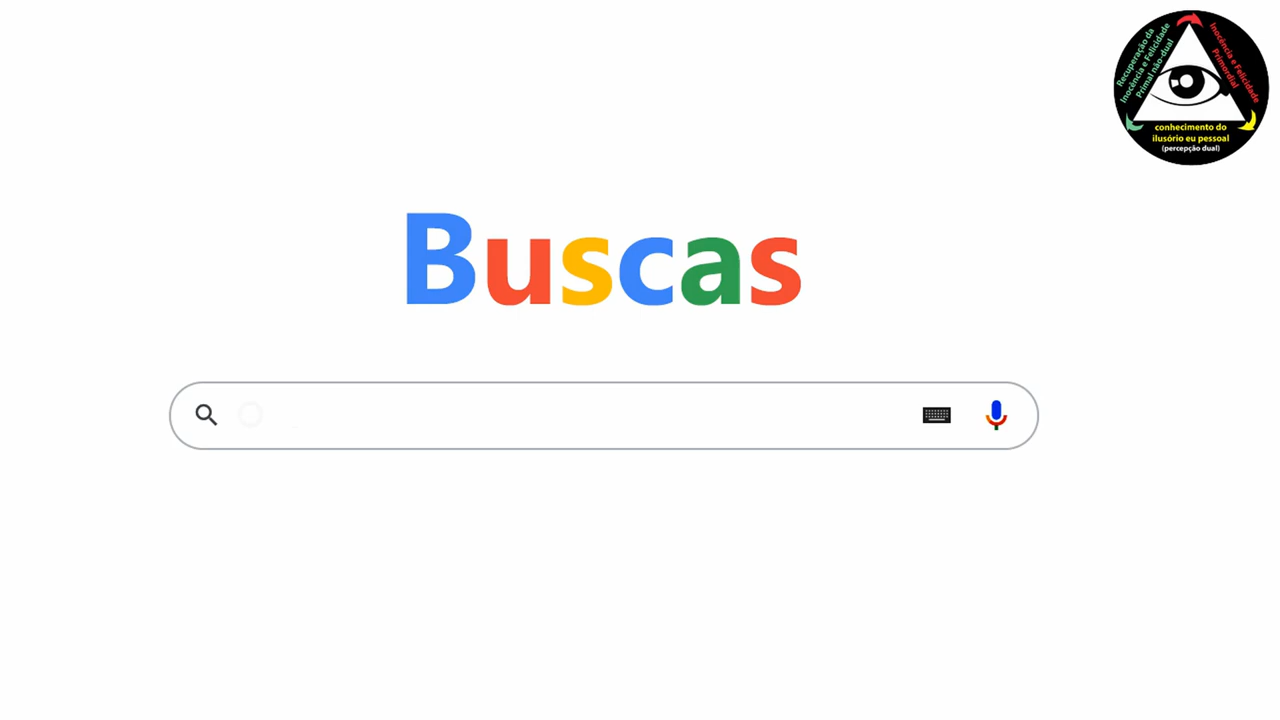 Buscas
Recuperação da
Inocência e Felicidade
Primal não-dual
Inocência e Felicidade
Primordial
conhecimento do
ilusório eu pessoal
(percepção dual)